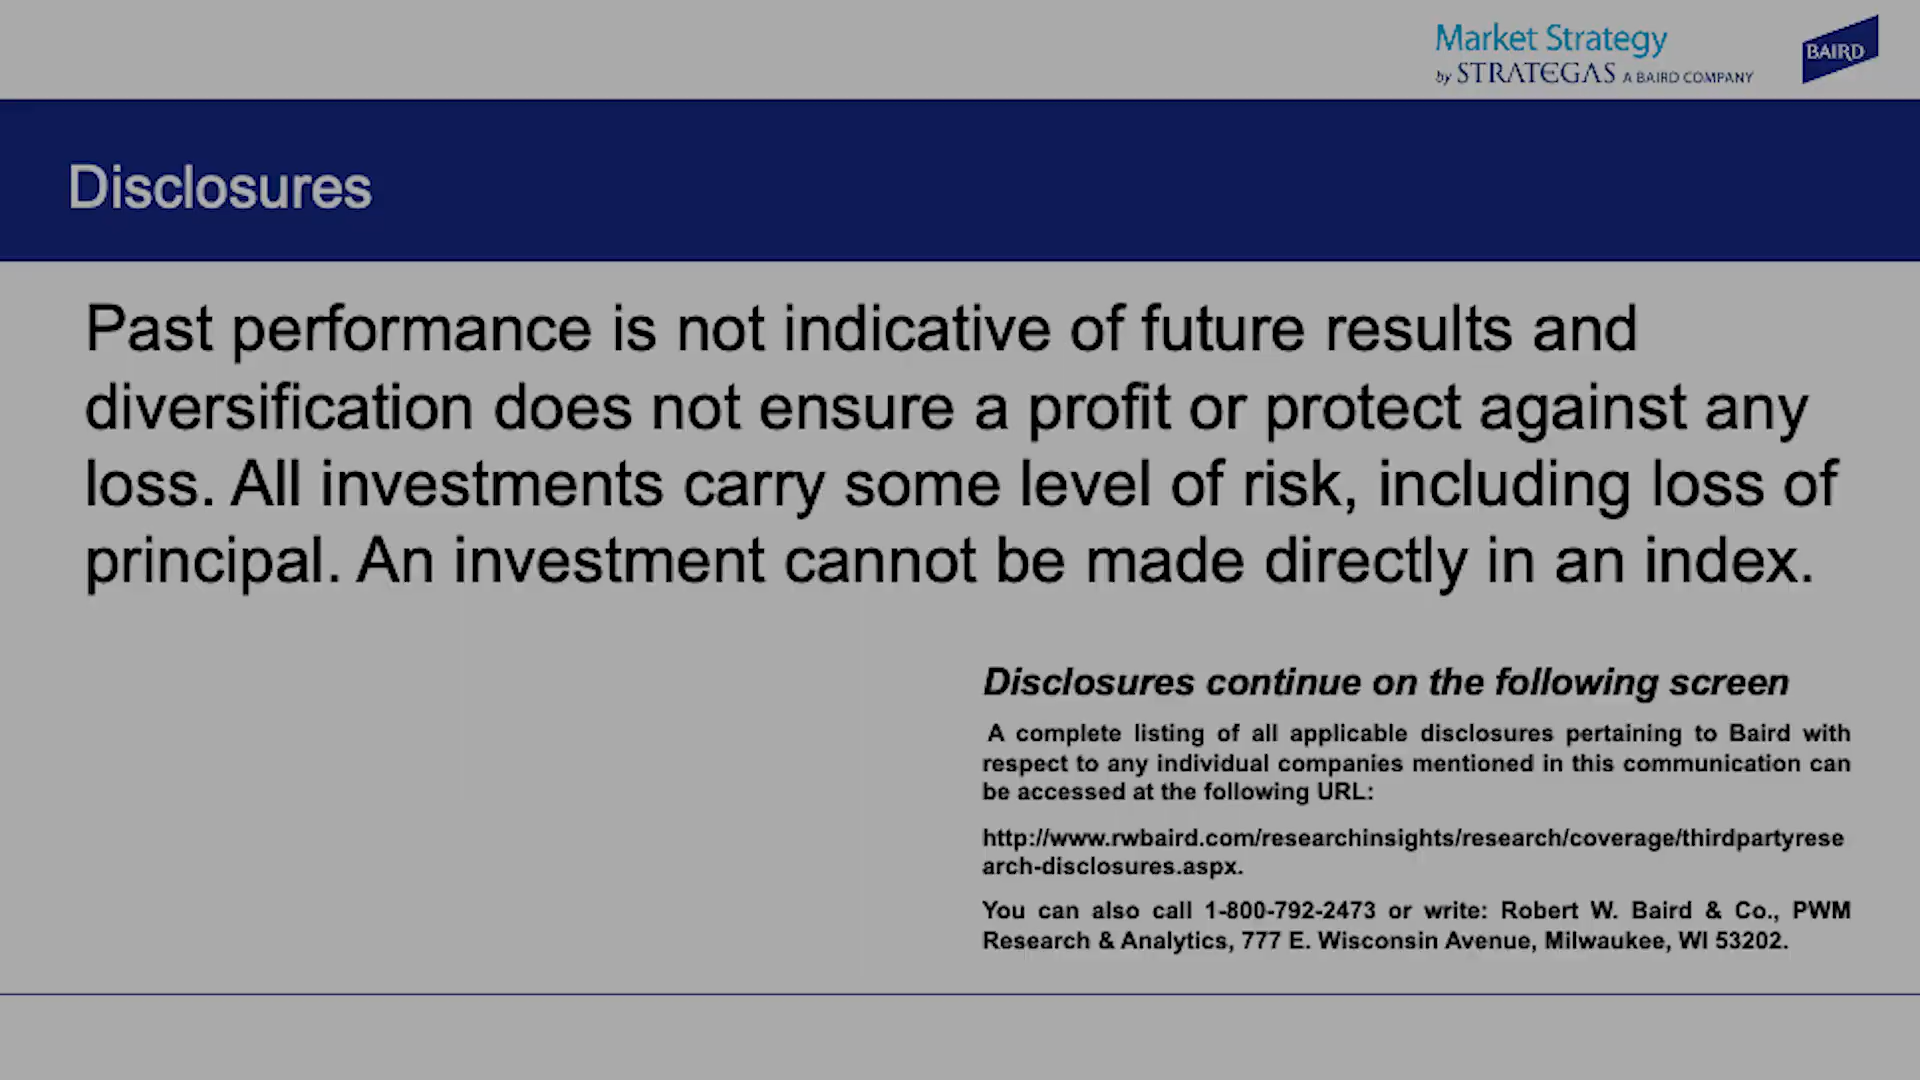 Market Strategy
by STRATEGAS A BAIRD COMPANY
BAIRD
Disclosures
Past performance is not indicative of future results and
diversification does not ensure a profit or protect against any
loss. All investments carry some level of risk, including loss of
principal. An investment cannot be made directly in an index.
Disclosures continue on the following screen
A complete listing of all applicable disclosures pertaining to Baird with
respect to any individual companies mentioned in this communication can
be accessed at the following URL:
http://www.rwbaird.com/researchinsights/research/coverage/thirdpartyrese
arch-disclosures.aspx.
You can also call 1-800-792-2473 or write: Robert W. Baird & Co., PWM
Research & Analytics, 777 E. Wisconsin Avenue, Milwaukee, WI 53202.